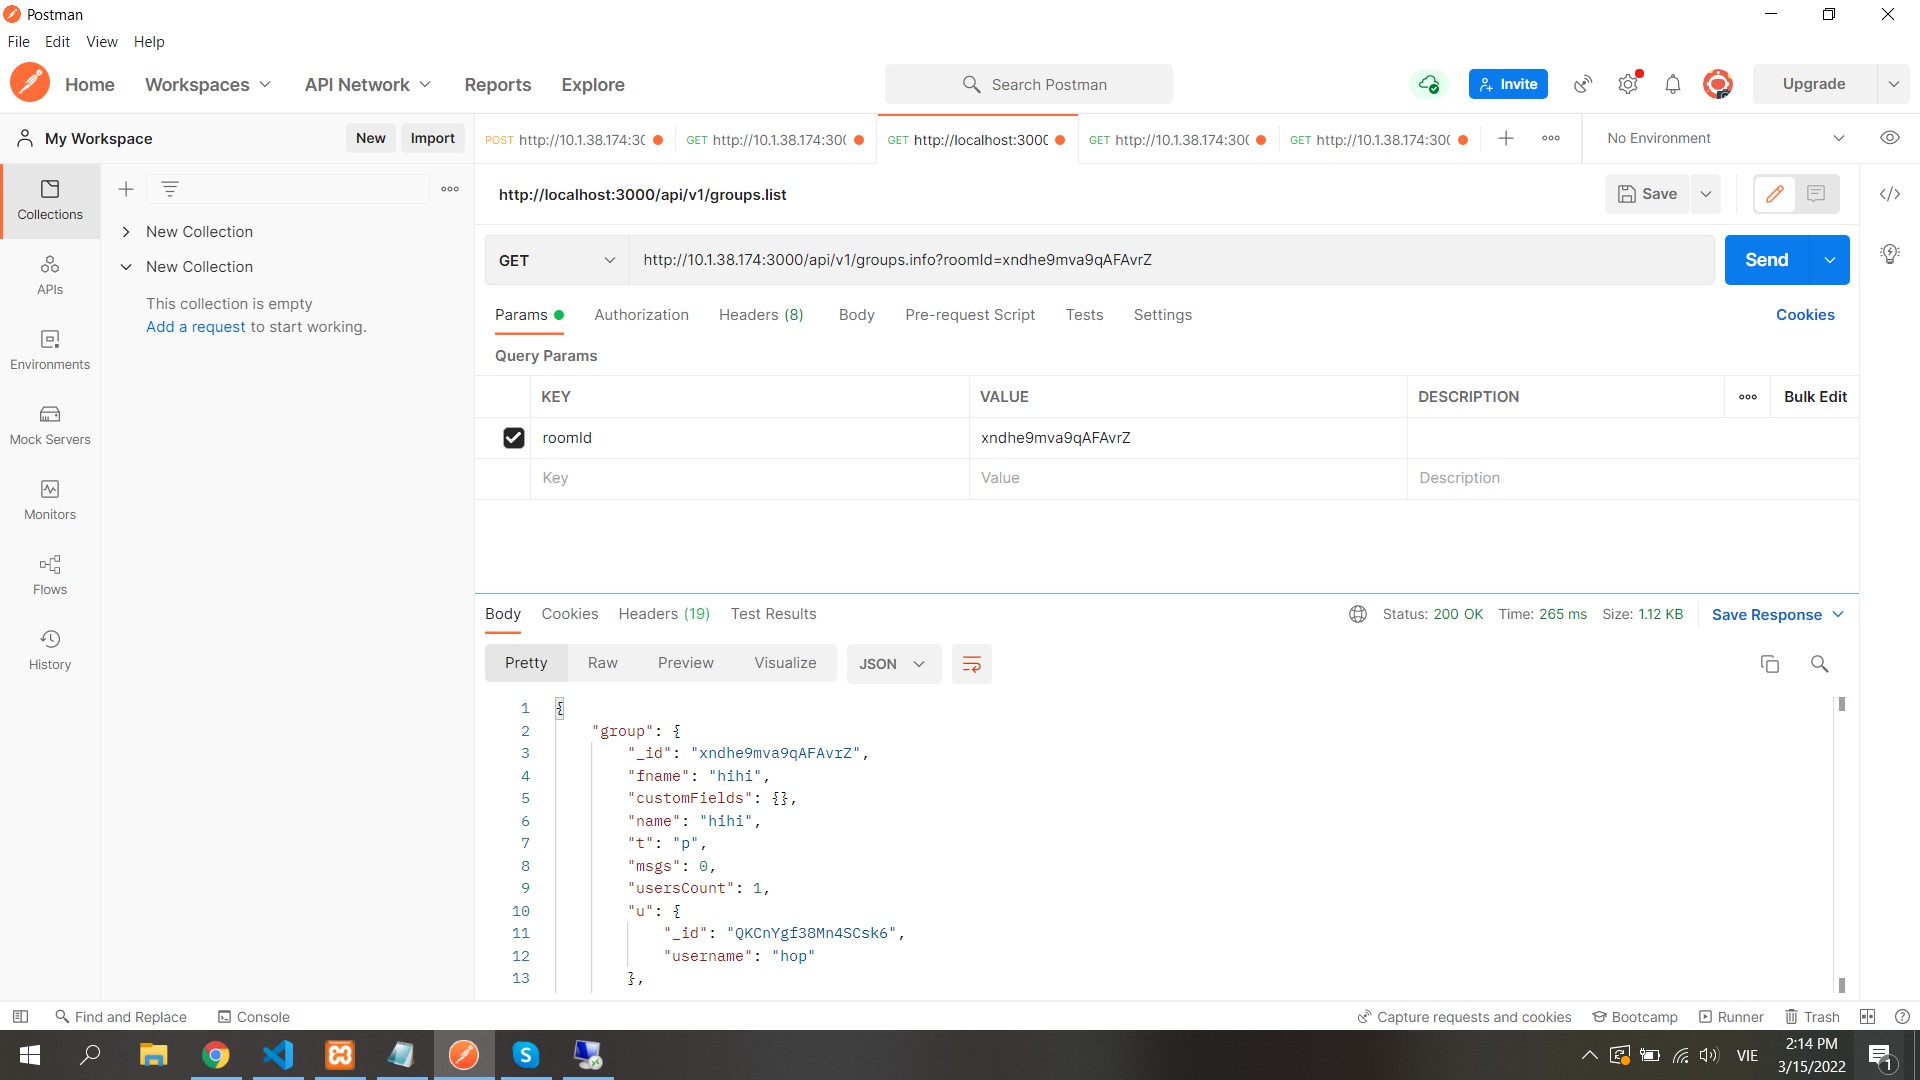 Postman
File Edit View Help
Home Workspaces API Network Reports Explore Search Postman Invite Upgrade
My Workspace New Import POST http://10.1.38.174:300 GET http://10.1.38.174:300 GET http://localhost:3000 GET http://10.1.38.174:300 GET http://10.1.38.174:300 No Environment
Collections
APIs
Environments
Mock Servers
Monitors
Flows
History
New Collection
New Collection
This collection is empty
Add a request to start working.
http://localhost:3000/api/v1/groups.list Save
GET http://10.1.38.174:3000/api/v1/groups.info?roomId=xndhe9mva9qAFAvrZ Send
Params Authorization Headers (8) Body Pre-request Script Tests Settings Cookies
Query Params
KEY VALUE DESCRIPTION Bulk Edit
roomId xndhe9mva9qAFAvrZ
Key Value Description
Body Cookies Headers (19) Test Results Status: 200 OK Time: 265 ms Size: 1.12 KB Save Response
Pretty Raw Preview Visualize JSON
1 {
2 "group": {
3 "_id": "xndhe9mva9qAFAvrZ",
4 "fname": "hihi",
5 "customFields": {},
6 "name": "hihi",
7 "t": "p",
8 "msgs": 0,
9 "usersCount": 1,
10 "u": {
11 "_id": "QKCnYgf38Mn4SCsk6",
12 "username": "hop"
13 },
Find and Replace Console Capture requests and cookies Bootcamp Runner Trash
VIE 2:14 PM
3/15/2022 1